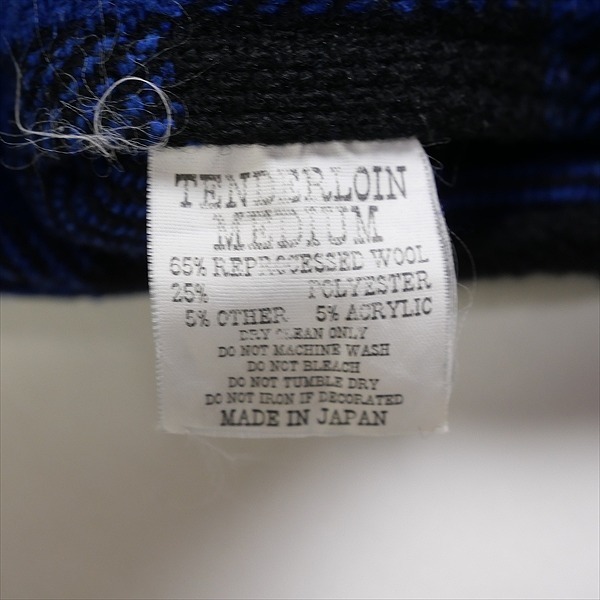 TENDERLOIN
MEDIUM
65% REPROCESSED WOOL
25% POLYESTER
5% OTHER 5% ACRYLIC
DRY CLEAN ONLY
DO NOT MACHINE WASH
DO NOT BLEACH
DO NOT TUMBLE DRY
DO NOT IRON IF DECORATED
MADE IN JAPAN